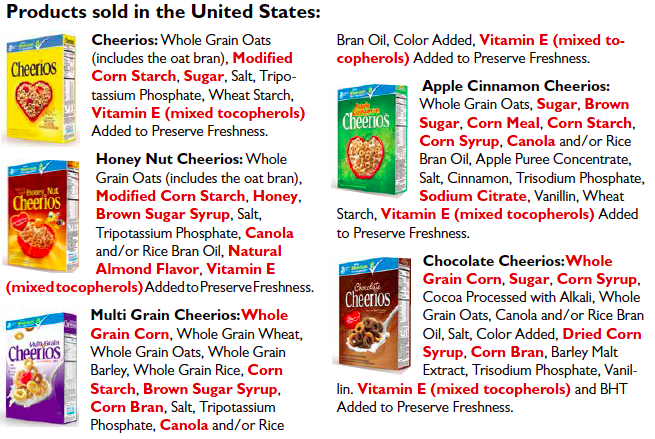 Products sold in the United States:
Cheerios: Whole Grain Oats
(includes the oat bran), Modified
Corn Starch, Sugar, Salt, Tripo-
tassium Phosphate, Wheat Starch,
Vitamin E (mixed tocopherols)
Added to Preserve Freshness.
Honey Nut Cheerios: Whole
Grain Oats (includes the oat bran),
Modified Corn Starch, Honey,
Brown Sugar Syrup, Salt,
Tripotassium Phosphate, Canola
and/or Rice Bran Oil, Natural
Almond Flavor, Vitamin E
(mixed tocopherols) Added to Preserve Freshness.
Multi Grain Cheerios: Whole
Grain Corn, Whole Grain Wheat,
Whole Grain Oats, Whole Grain
Barley, Whole Grain Rice, Corn
Starch, Brown Sugar Syrup,
Corn Bran, Salt, Tripotassium
Phosphate, Canola and/or Rice
Bran Oil, Color Added, Vitamin E (mixed to-
copherols) Added to Preserve Freshness.
Apple Cinnamon Cheerios:
Whole Grain Oats, Sugar, Brown
Sugar, Corn Meal, Corn Starch,
Corn Syrup, Canola and/or Rice
Bran Oil, Apple Puree Concentrate,
Salt, Cinnamon, Trisodium Phosphate,
Sodium Citrate, Vanillin, Wheat
Starch, Vitamin E (mixed tocopherols) Added
to Preserve Freshness.
Chocolate Cheerios: Whole
Grain Corn, Sugar, Corn Syrup,
Cocoa Processed with Alkali, Whole
Grain Oats, Canola and/or Rice Bran
Oil, Salt, Color Added, Dried Corn
Syrup, Corn Bran, Barley Malt
Extract, Trisodium Phosphate, Vanil-
lin. Vitamin E (mixed tocopherols) and BHT
Added to Preserve Freshness.
Cheerios
Honey Nut
Cheerios
Multi Grain
Cheerios
Apple Cinnamon
Cheerios
Chocolate
Cheerios